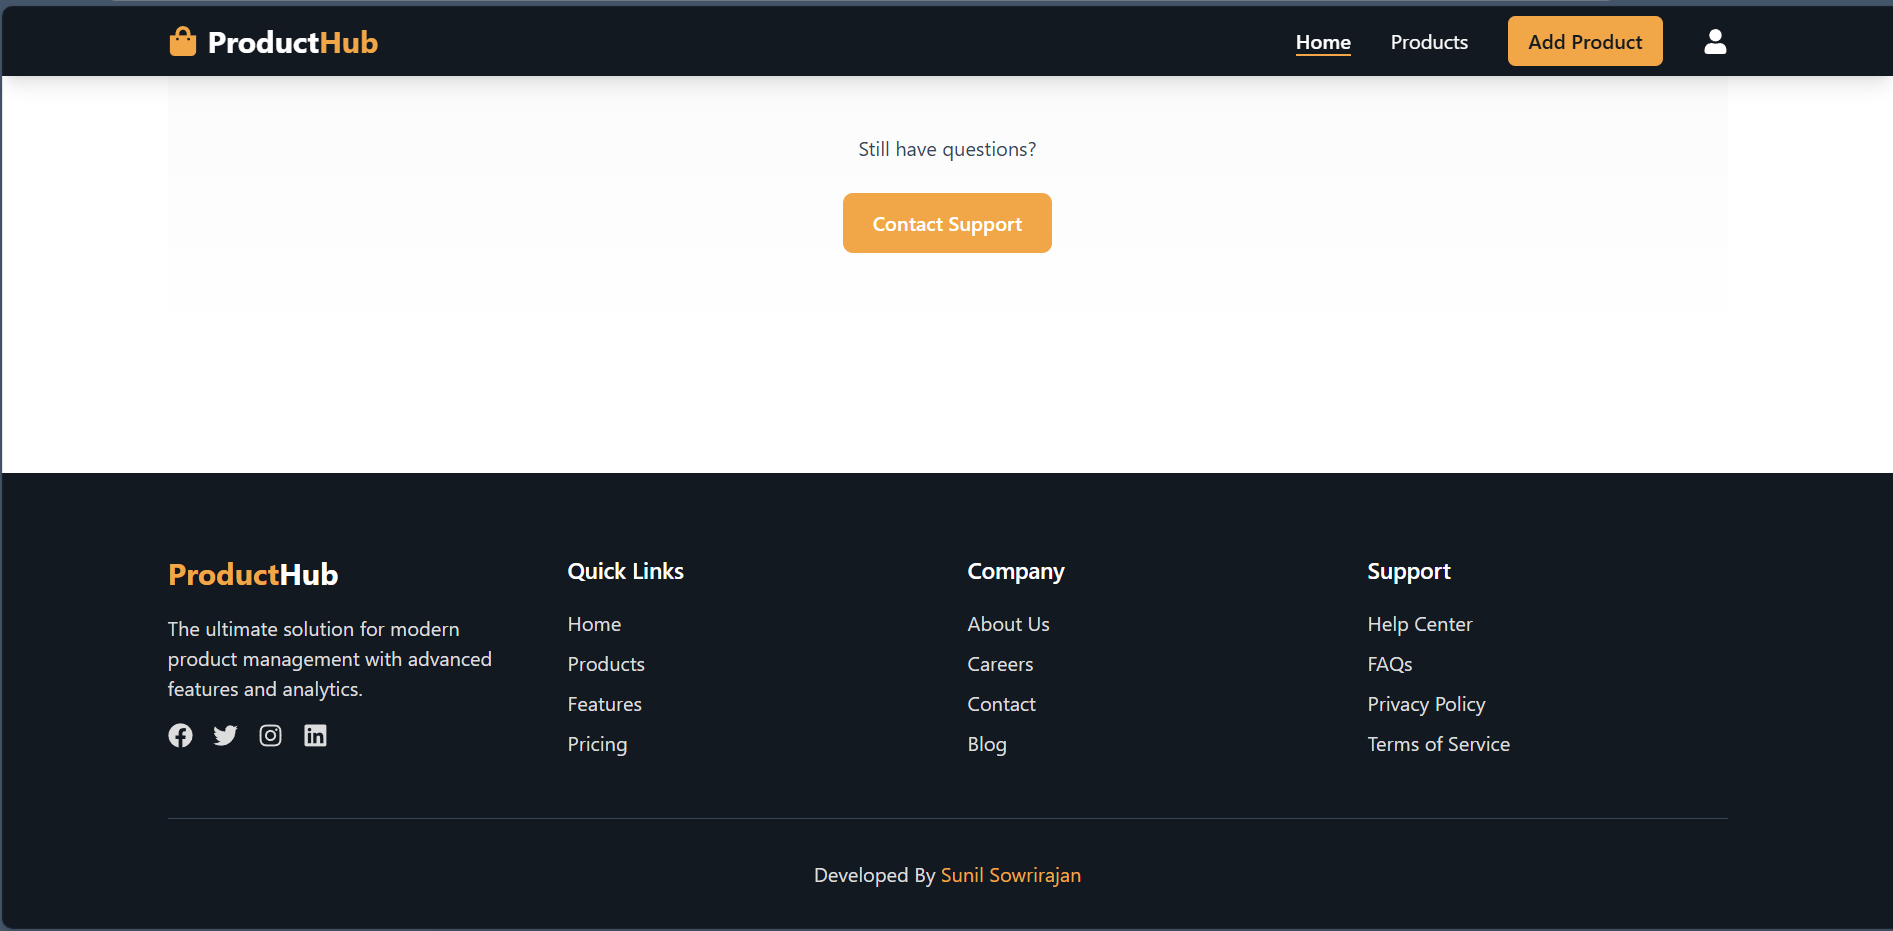 ProductHub
Home
Products
Add Product
Still have questions?
Contact Support
ProductHub
The ultimate solution for modern
product management with advanced
features and analytics.
Quick Links
Home
Products
Features
Pricing
Company
About Us
Careers
Contact
Blog
Support
Help Center
FAQs
Privacy Policy
Terms of Service
Developed By Sunil Sowrirajan